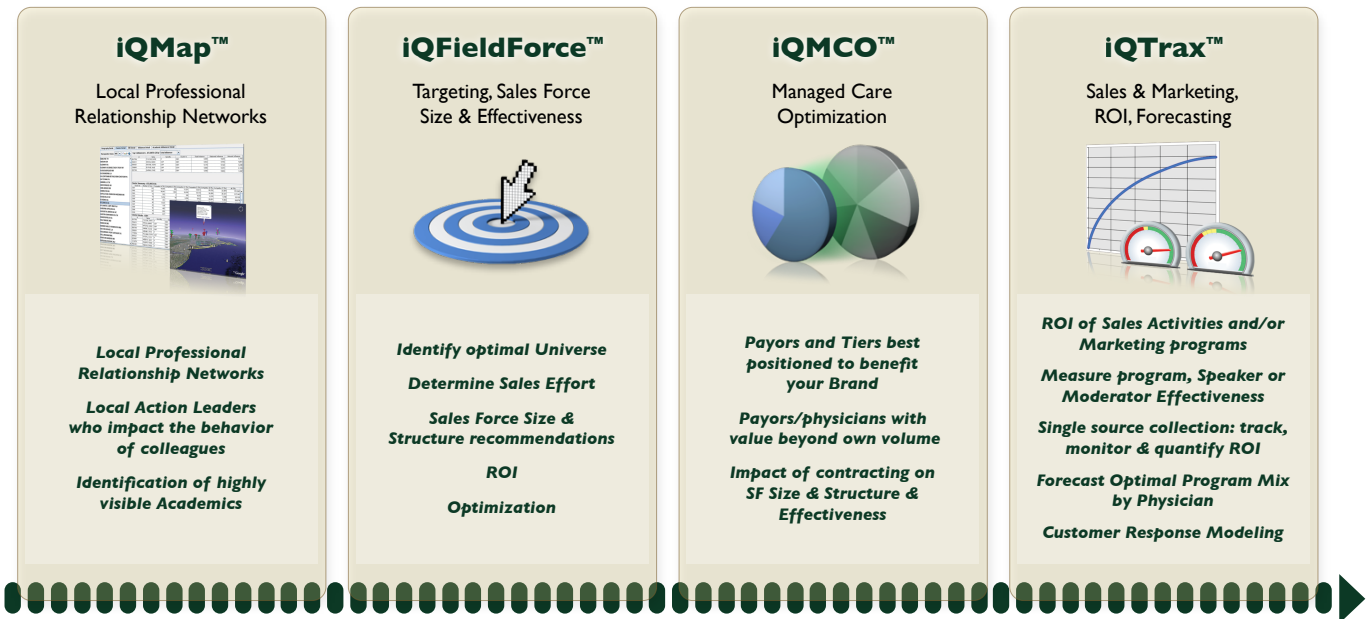 iQMap™
Local Professional
Relationship Networks
Local Professional
Relationship Networks
Local Action Leaders
who impact the behavior
of colleagues
Identification of highly
visible Academics
iQFieldForce™
Targeting, Sales Force
Size & Effectiveness
Identify optimal Universe
Determine Sales Effort
Sales Force Size &
Structure recommendations
ROI
Optimization
iQMCO™
Managed Care
Optimization
Payors and Tiers best
positioned to benefit
your Brand
Payors/physicians with
value beyond own volume
Impact of contracting on
SF Size & Structure &
Effectiveness
iQTrax™
Sales & Marketing,
ROI, Forecasting
ROI of Sales Activities and/or
Marketing programs
Measure program, Speaker or
Moderator Effectiveness
Single source collection: track,
monitor & quantify ROI
Forecast Optimal Program Mix
by Physician
Customer Response Modeling